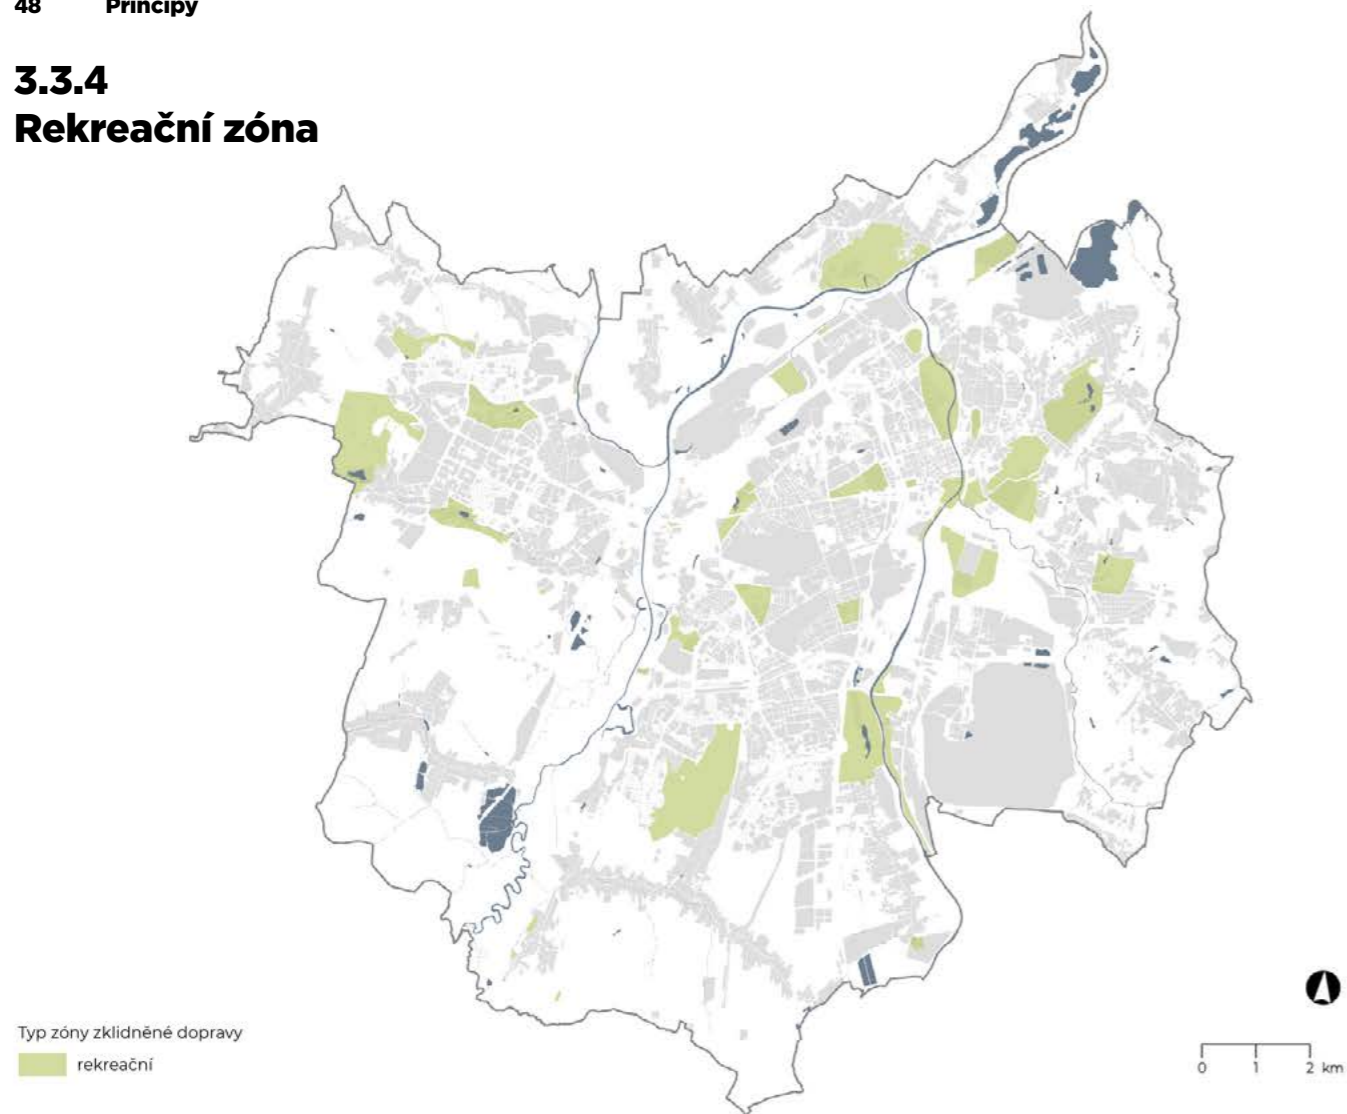 48 Principy
3.3.4
Rekreační zóna
Typ zóny zklidněné dopravy
rekreační
0 1 2 km